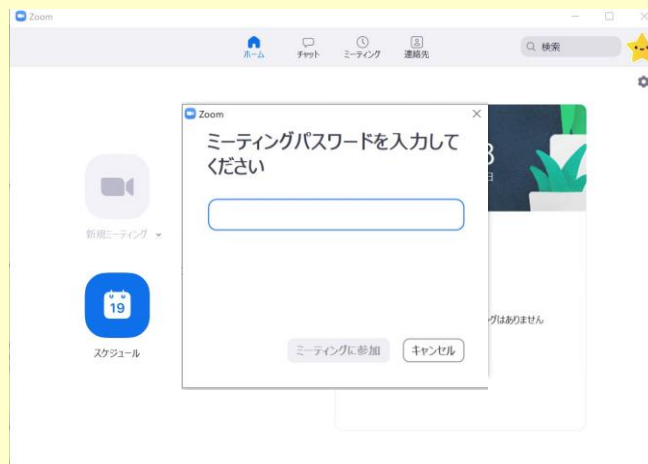 Zoom
ホーム
チャット
ミーティング
連絡先
検索
Zoom
ミーティングパスワードを入力して
ください
8
日
新規ミーティング
19
スケジュール
グはありません
ミーティングに参加
キャンセル